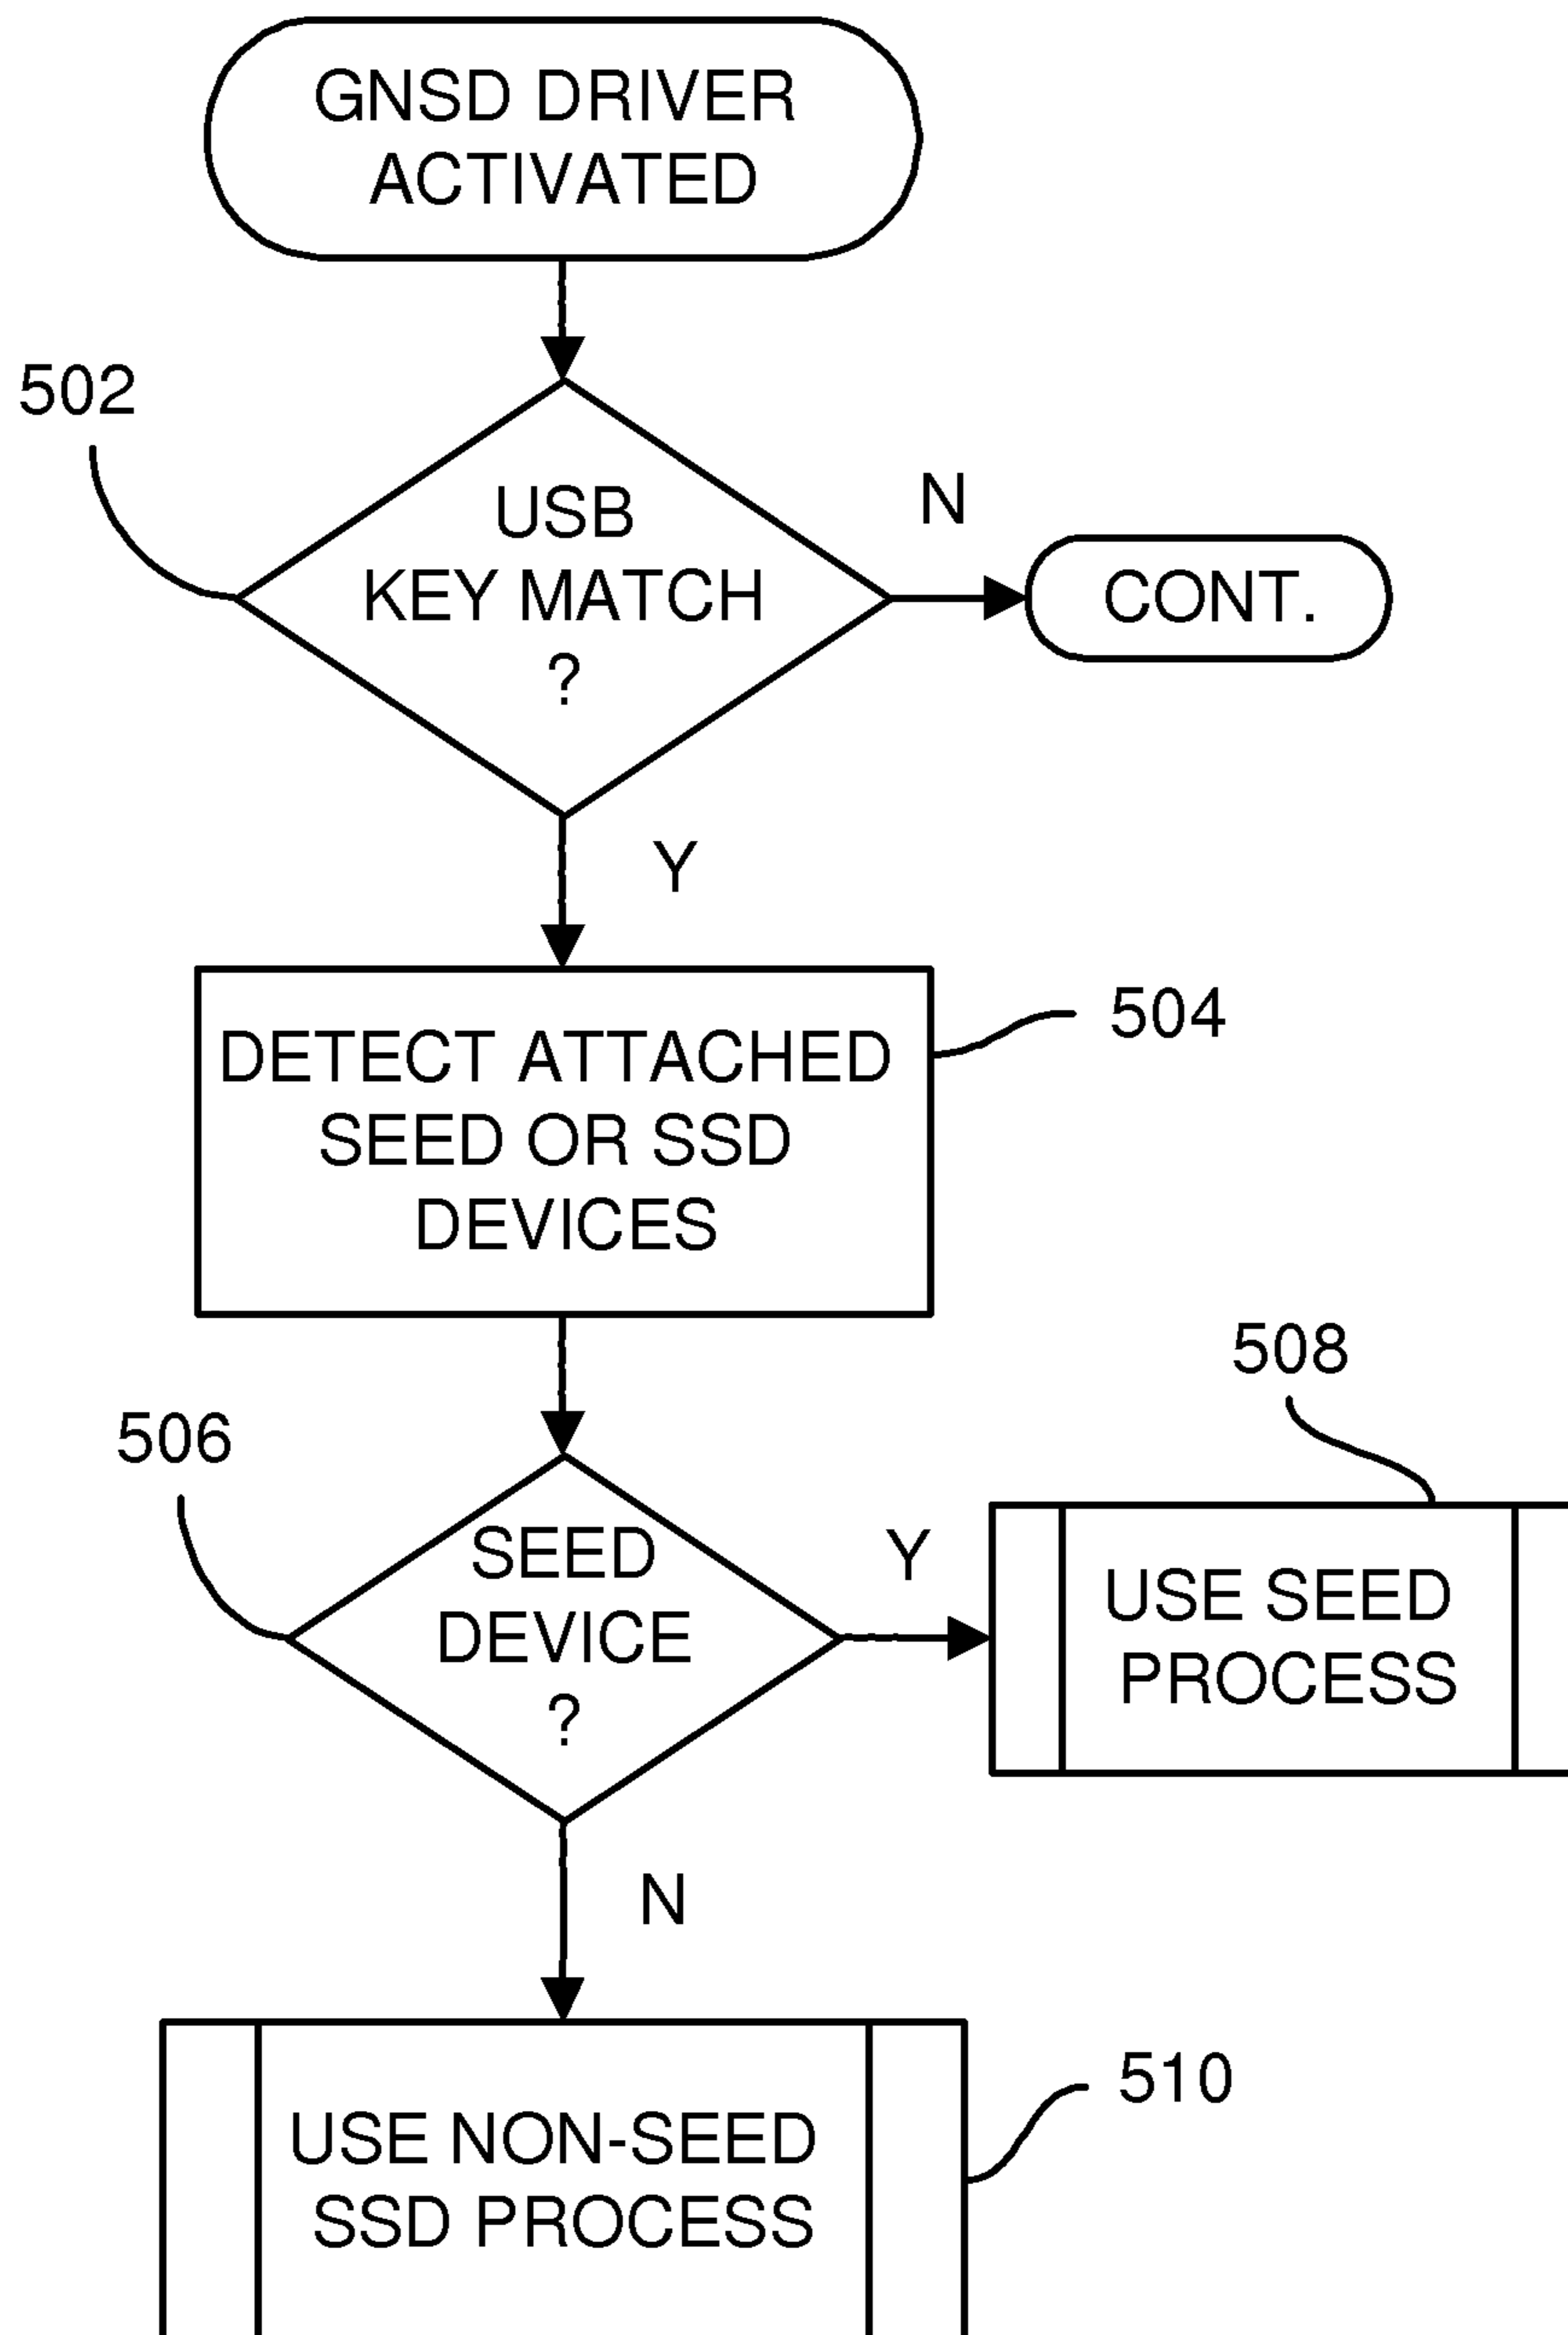 GNSD DRIVER
ACTIVATED
502
USB
KEY MATCH
?
N
CONT.
Y
DETECT ATTACHED
SEED OR SSD
DEVICES
504
506
SEED
DEVICE
?
Y
508
USE SEED
PROCESS
N
USE NON-SEED
SSD PROCESS
510